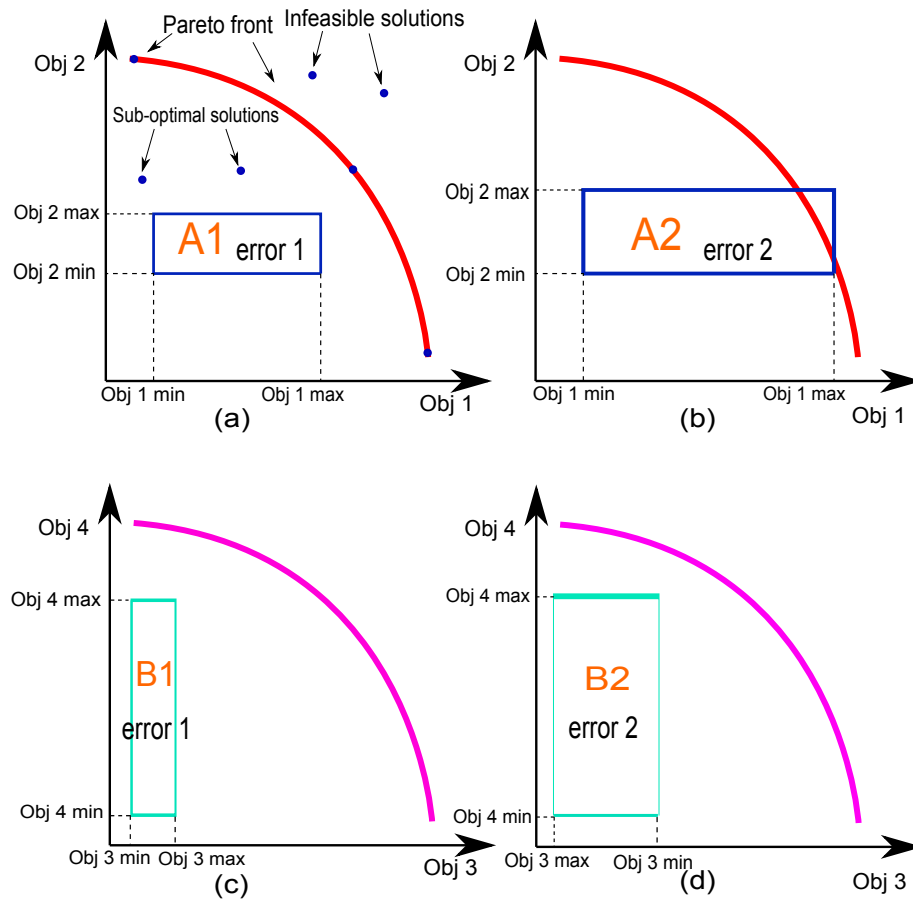 Pareto front
Infeasible solutions
Obj 2
Sub-optimal solutions
Obj 2 max
A1
error 1
Obj 2 min
Obj 1 min
Obj 1 max
Obj 1
(a)
Obj 2
Obj 2 max
A2
error 2
Obj 2 min
Obj 1 min
Obj 1 max
Obj 1
(b)
Obj 4
Obj 4 max
B1
error 1
Obj 4 min
Obj 3 min
Obj 3 max
Obj 3
(c)
Obj 4
Obj 4 max
B2
error 2
Obj 4 min
Obj 3 max
Obj 3 min
Obj 3
(d)